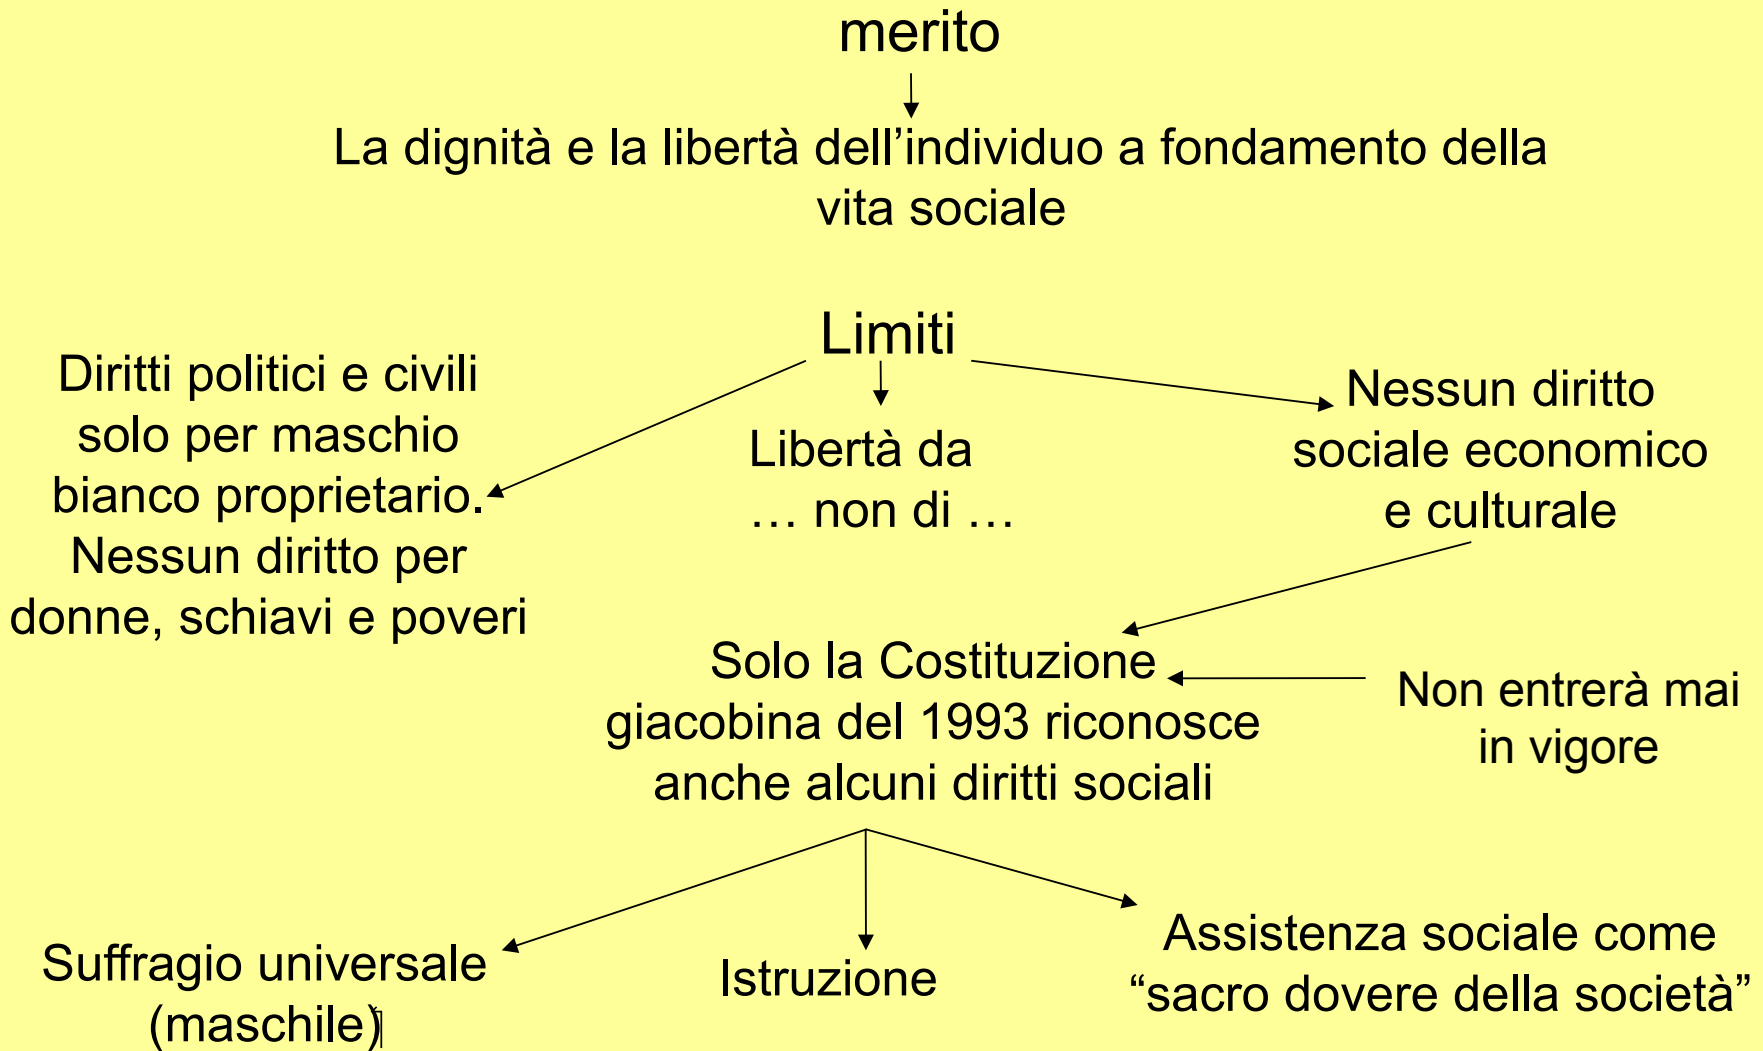 merito
La dignità e la libertà dell’individuo a fondamento della
vita sociale
Limiti
Diritti politici e civili
solo per maschio
bianco proprietario.
Nessun diritto per
donne, schiavi e poveri
Libertà da
… non di …
Nessun diritto
sociale economico
e culturale
Solo la Costituzione
giacobina del 1993 riconosce
anche alcuni diritti sociali
Non entrerà mai
in vigore
Suffragio universale
(maschile)
Istruzione
Assistenza sociale come
“sacro dovere della società”